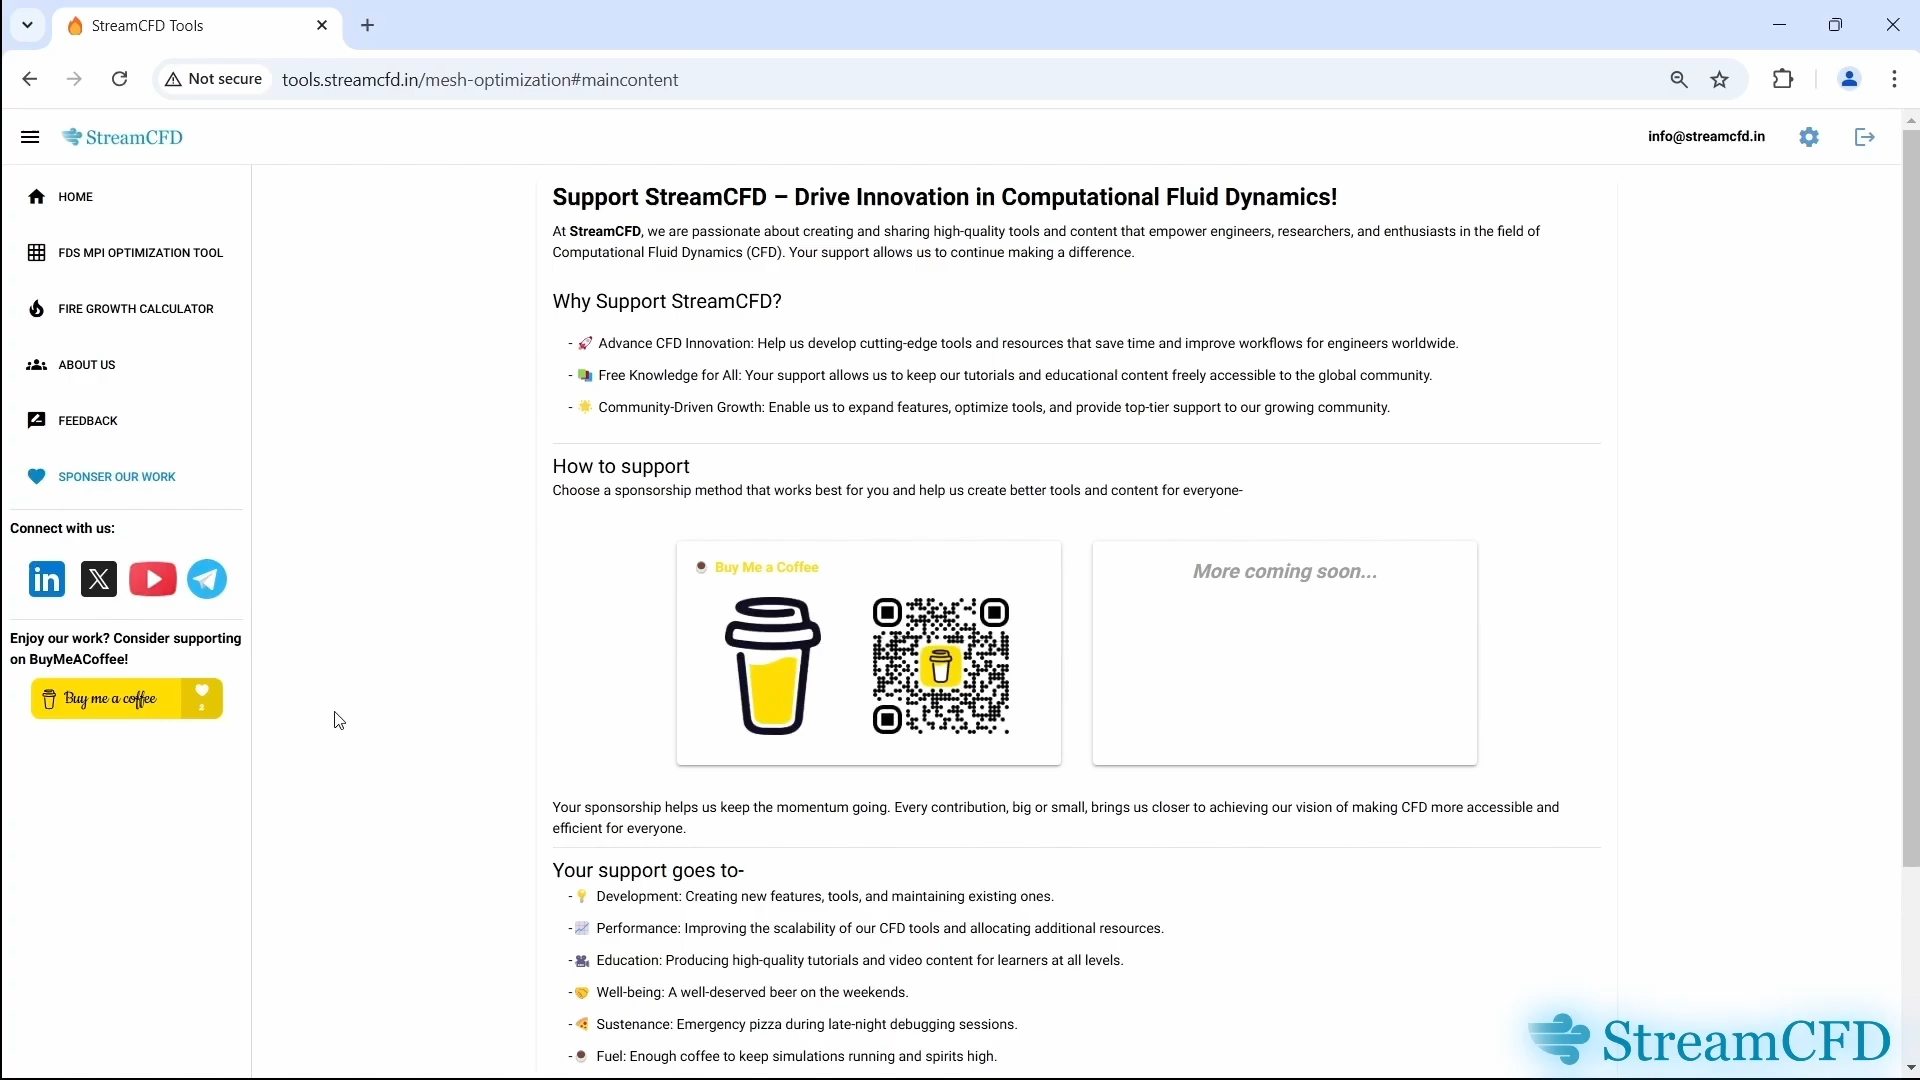 StreamCFD Tools
Not secure
tools.streamcfd.in/mesh-optimization#maincontent
StreamCFD
info@streamcfd.in
HOME
FDS MPI OPTIMIZATION TOOL
FIRE GROWTH CALCULATOR
ABOUT US
FEEDBACK
SPONSER OUR WORK
Connect with us:
in
X
Enjoy our work? Consider supporting
on BuyMeACoffee!
Buy me a coffee
Support StreamCFD – Drive Innovation in Computational Fluid Dynamics!
At StreamCFD, we are passionate about creating and sharing high-quality tools and content that empower engineers, researchers, and enthusiasts in the field of
Computational Fluid Dynamics (CFD). Your support allows us to continue making a difference.
Why Support StreamCFD?
- 🚀 Advance CFD Innovation: Help us develop cutting-edge tools and resources that save time and improve workflows for engineers worldwide.
- 📚 Free Knowledge for All: Your support allows us to keep our tutorials and educational content freely accessible to the global community.
- 🌟 Community-Driven Growth: Enable us to expand features, optimize tools, and provide top-tier support to our growing community.
How to support
Choose a sponsorship method that works best for you and help us create better tools and content for everyone-
Buy Me a Coffee
More coming soon...
Your sponsorship helps us keep the momentum going. Every contribution, big or small, brings us closer to achieving our vision of making CFD more accessible and
efficient for everyone.
Your support goes to-
- 💡 Development: Creating new features, tools, and maintaining existing ones.
- 📈 Performance: Improving the scalability of our CFD tools and allocating additional resources.
- 🎥 Education: Producing high-quality tutorials and video content for learners at all levels.
- 🤝 Well-being: A well-deserved beer on the weekends.
- 🍕 Sustenance: Emergency pizza during late-night debugging sessions.
- ☕ Fuel: Enough coffee to keep simulations running and spirits high.
StreamCFD